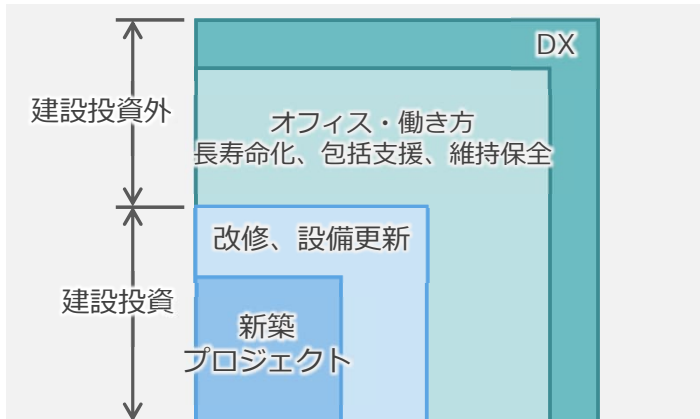 DX
建設投資外
オフィス・働き方
長寿命化、包括支援、維持保全
改修、設備更新
建設投資
新築
プロジェクト